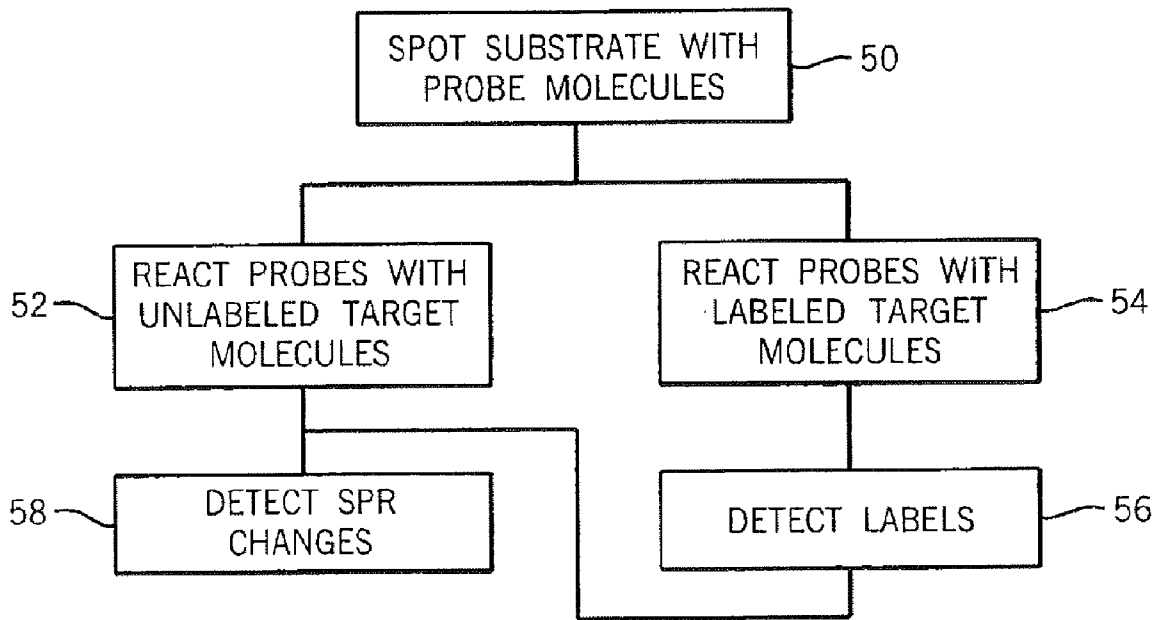 SPOT SUBSTRATE WITH
PROBE MOLECULES
50
REACT PROBES WITH
UNLABELED TARGET
MOLECULES
52
REACT PROBES WITH
LABELED TARGET
MOLECULES
54
DETECT SPR
CHANGES
58
DETECT LABELS
56